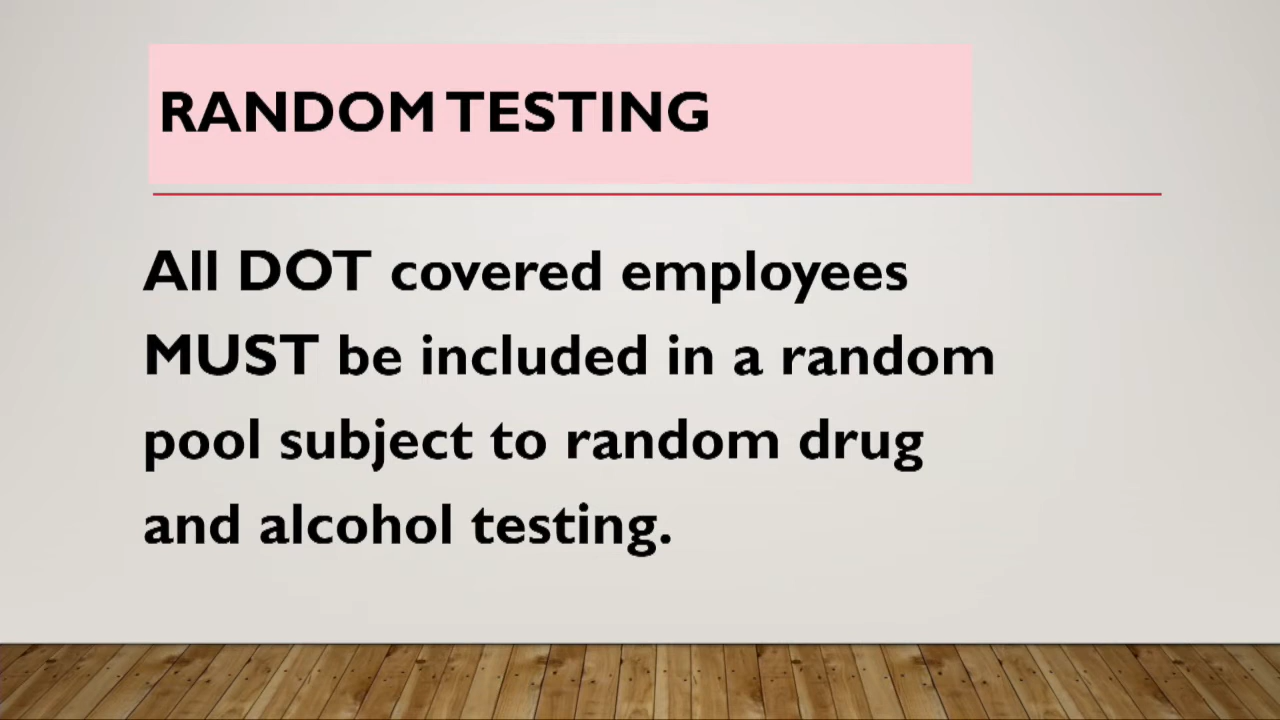 RANDOM TESTING
All DOT covered employees
MUST be included in a random
pool subject to random drug
and alcohol testing.